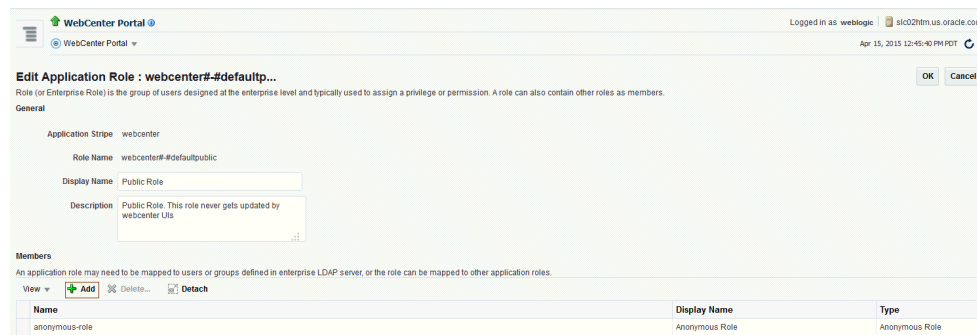 WebCenter Portal
Logged in as weblogic slc02htm.us.oracle.co
WebCenter Portal
Apr 15, 2015 12:45:40 PM PDT
Edit Application Role : webcenter#-#defaultp...
OK Cancel
Role (or Enterprise Role) is the group of users designed at the enterprise level and typically used to assign a privilege or permission. A role can also contain other roles as members.
General
Application Stripe webcenter
Role Name webcenter#-#defaultpublic
Display Name Public Role
Description Public Role. This role never gets updated by
webcenter UIs
Members
An application role may need to be mapped to users or groups defined in enterprise LDAP server, or the role can be mapped to other application roles.
View Add Delete... Detach
Name Display Name Type
anonymous-role Anonymous Role Anonymous Role